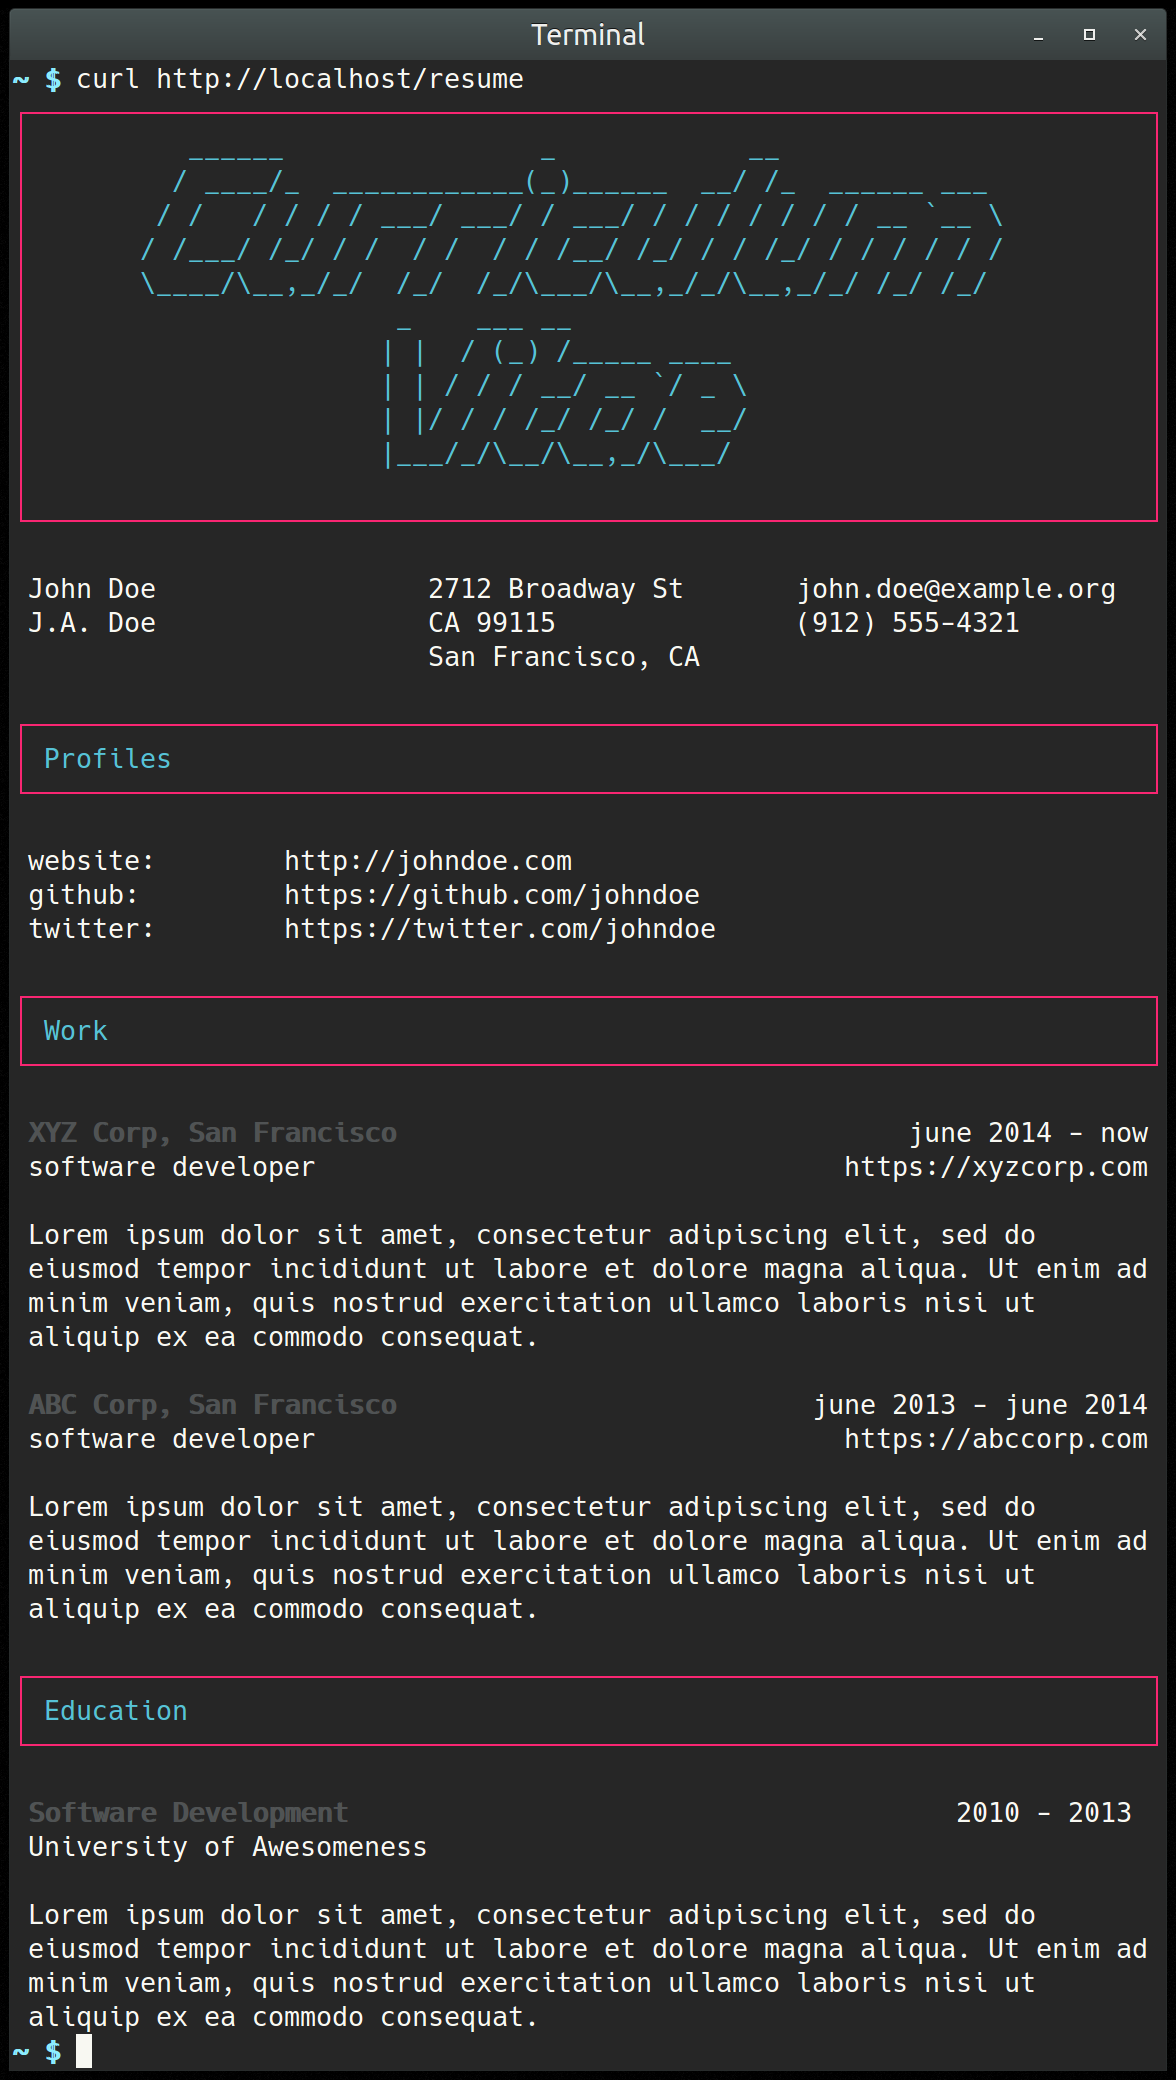 Terminal
~ $ curl http://localhost/resume
Curriculum
Vitae
John Doe 2712 Broadway St john.doe@example.org
J.A. Doe CA 99115 (912) 555-4321
San Francisco, CA
Profiles
website: http://johndoe.com
github: https://github.com/johndoe
twitter: https://twitter.com/johndoe
Work
XYZ Corp, San Francisco june 2014 - now
software developer https://xyzcorp.com
Lorem ipsum dolor sit amet, consectetur adipiscing elit, sed do
eiusmod tempor incididunt ut labore et dolore magna aliqua. Ut enim ad
minim veniam, quis nostrud exercitation ullamco laboris nisi ut
aliquip ex ea commodo consequat.
ABC Corp, San Francisco june 2013 - june 2014
software developer https://abccorp.com
Lorem ipsum dolor sit amet, consectetur adipiscing elit, sed do
eiusmod tempor incididunt ut labore et dolore magna aliqua. Ut enim ad
minim veniam, quis nostrud exercitation ullamco laboris nisi ut
aliquip ex ea commodo consequat.
Education
Software Development 2010 - 2013
University of Awesomeness
Lorem ipsum dolor sit amet, consectetur adipiscing elit, sed do
eiusmod tempor incididunt ut labore et dolore magna aliqua. Ut enim ad
minim veniam, quis nostrud exercitation ullamco laboris nisi ut
aliquip ex ea commodo consequat.
~ $